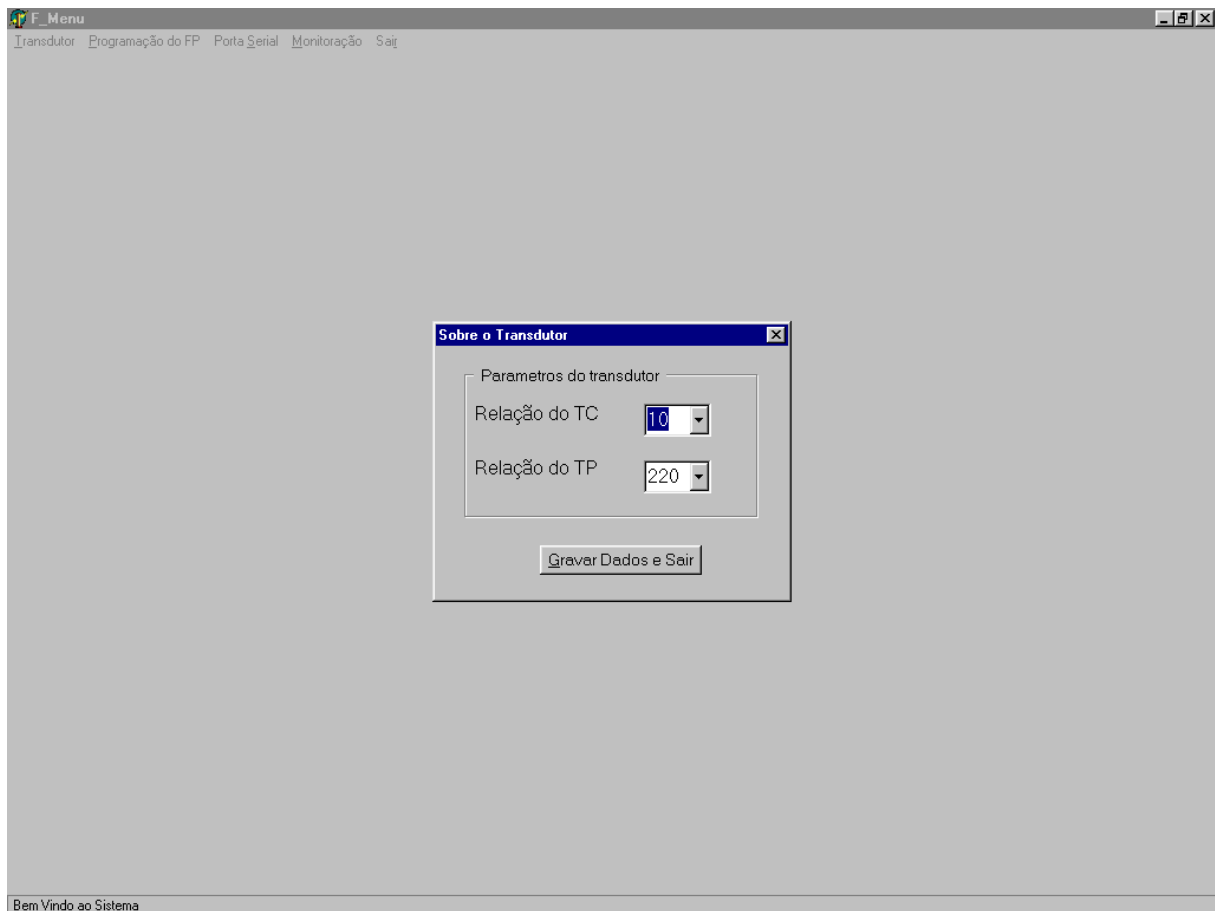 F_Menu
Transdutor Programação do FP Porta Serial Monitoração Sair
Sobre o Transdutor
Parametros do transdutor
Relação do TC 10
Relação do TP 220
Gravar Dados e Sair
Bem Vindo ao Sistema